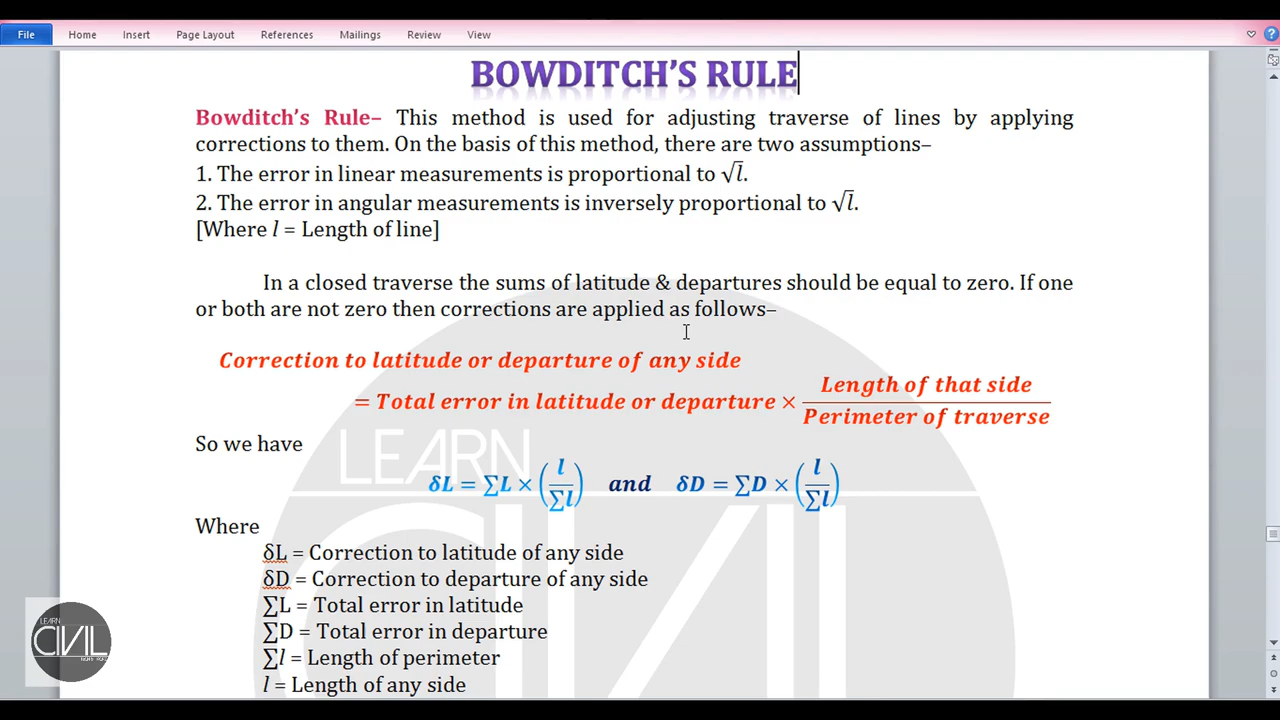 File Home Insert Page Layout References Mailings Review View
BOWDITCH'S RULE
Bowditch's Rule– This method is used for adjusting traverse of lines by applying
corrections to them. On the basis of this method, there are two assumptions–
1. The error in linear measurements is proportional to √l.
2. The error in angular measurements is inversely proportional to √l.
[Where l = Length of line]
In a closed traverse the sums of latitude & departures should be equal to zero. If one
or both are not zero then corrections are applied as follows–
Correction to latitude or departure of any side
= Total error in latitude or departure × Length of that side / Perimeter of traverse
So we have
δL = ∑L × (l/∑l) and δD = ∑D × (l/∑l)
Where
δL = Correction to latitude of any side
δD = Correction to departure of any side
∑L = Total error in latitude
∑D = Total error in departure
∑l = Length of perimeter
l = Length of any side
LEARN
CIVIL
LEARN
CIVIL